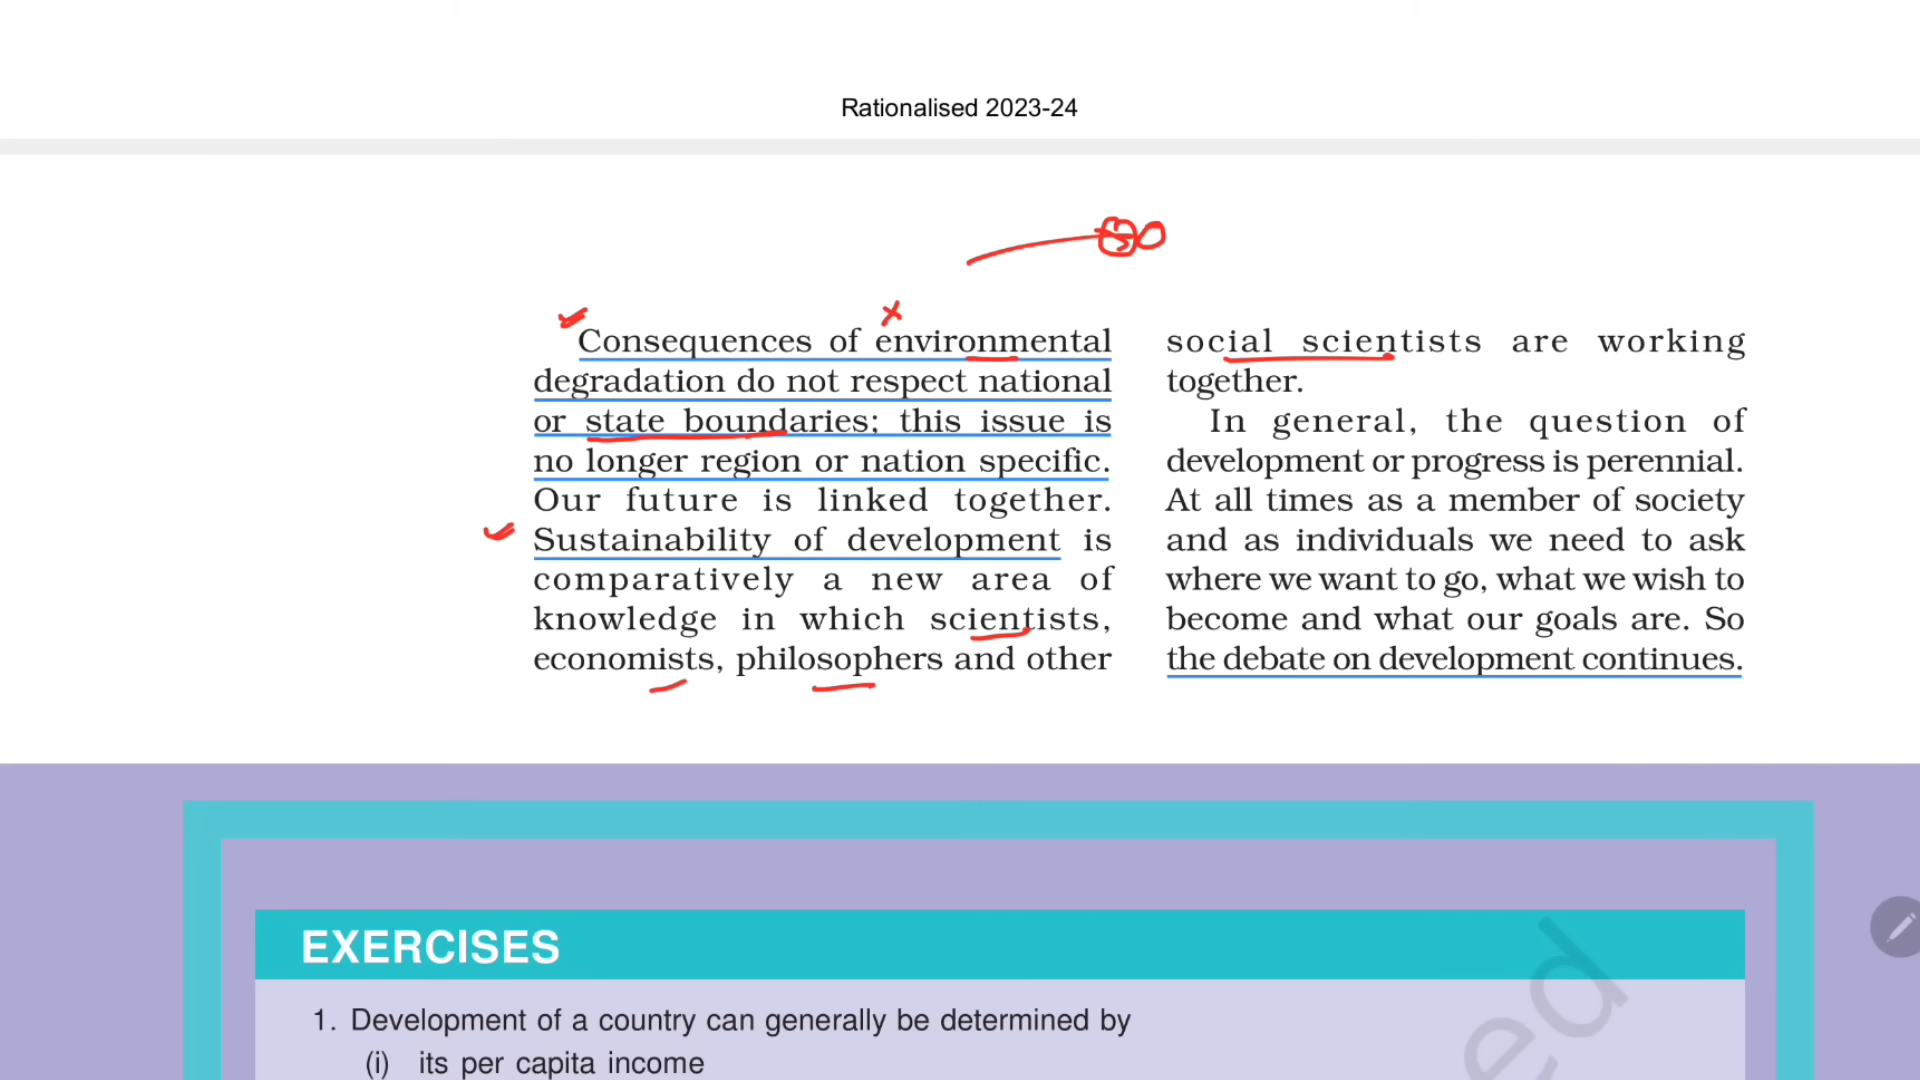 Rationalised 2023-24
Consequences of environmental
degradation do not respect national
or state boundaries; this issue is
no longer region or nation specific.
Our future is linked together.
Sustainability of development is
comparatively a new area of
knowledge in which scientists,
economists, philosophers and other
social scientists are working
together.
In general, the question of
development or progress is perennial.
At all times as a member of society
and as individuals we need to ask
where we want to go, what we wish to
become and what our goals are. So
the debate on development continues.
EXERCISES
1. Development of a country can generally be determined by
(i) its per capita income
ed